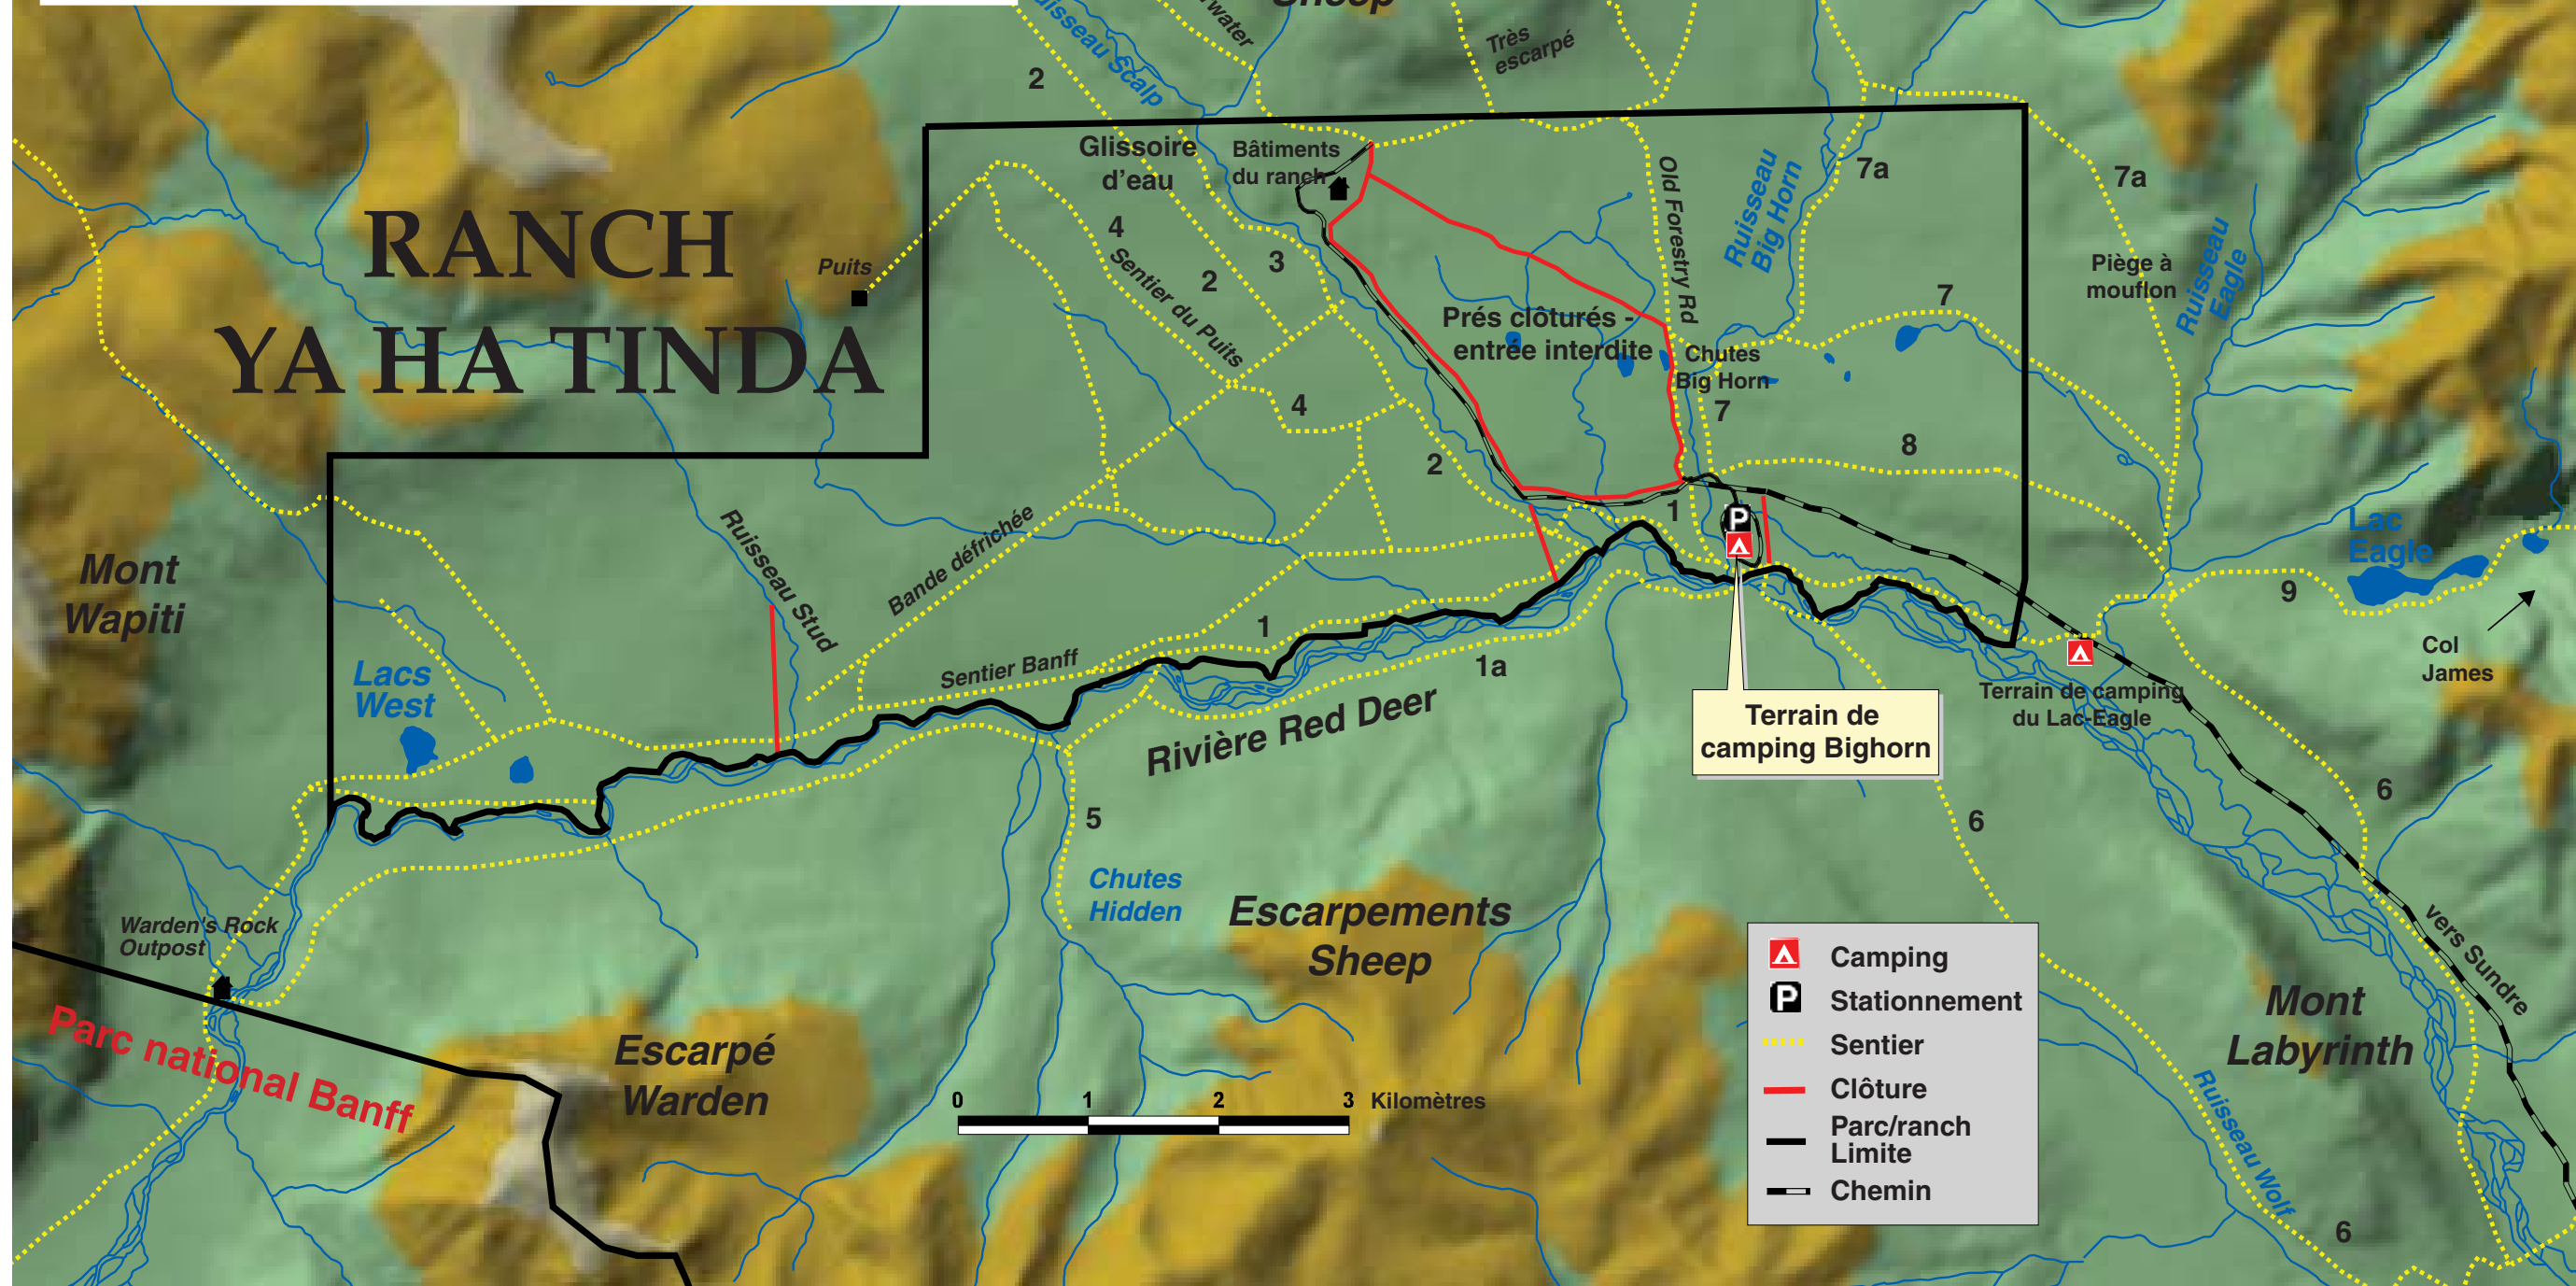 Sheep
Ruisseau Scalp
Très
escarpé
2
Glissoire
d'eau
Bâtiments
du ranch
Old Forestry Rd
Ruisseau
Big Horn
7a
7a
RANCH
YA HA TINDA
Puits
4
Sentier du Puits
2
3
Piège à
mouflon
Ruisseau
Eagle
7
Prés clôturés -
entrée interdite
Chutes
Big Horn
7
4
2
8
1
P
Lac
Eagle
9
Col
James
Mont
Wapiti
Ruisseau Stud
Bande défrichée
Sentier Banff
1
1a
Lacs
West
Rivière Red Deer
Terrain de
camping Bighorn
Terrain de camping
du Lac-Eagle
5
6
6
Chutes
Hidden
Escarpements
Sheep
Warden's Rock
Outpost
Parc national Banff
Escarpé
Warden
0 1 2 3 Kilomètres
Camping
P Stationnement
Sentier
Clôture
Parc/ranch
Limite
Chemin
vers Sundre
Mont
Labyrinth
Ruisseau Wolf
6